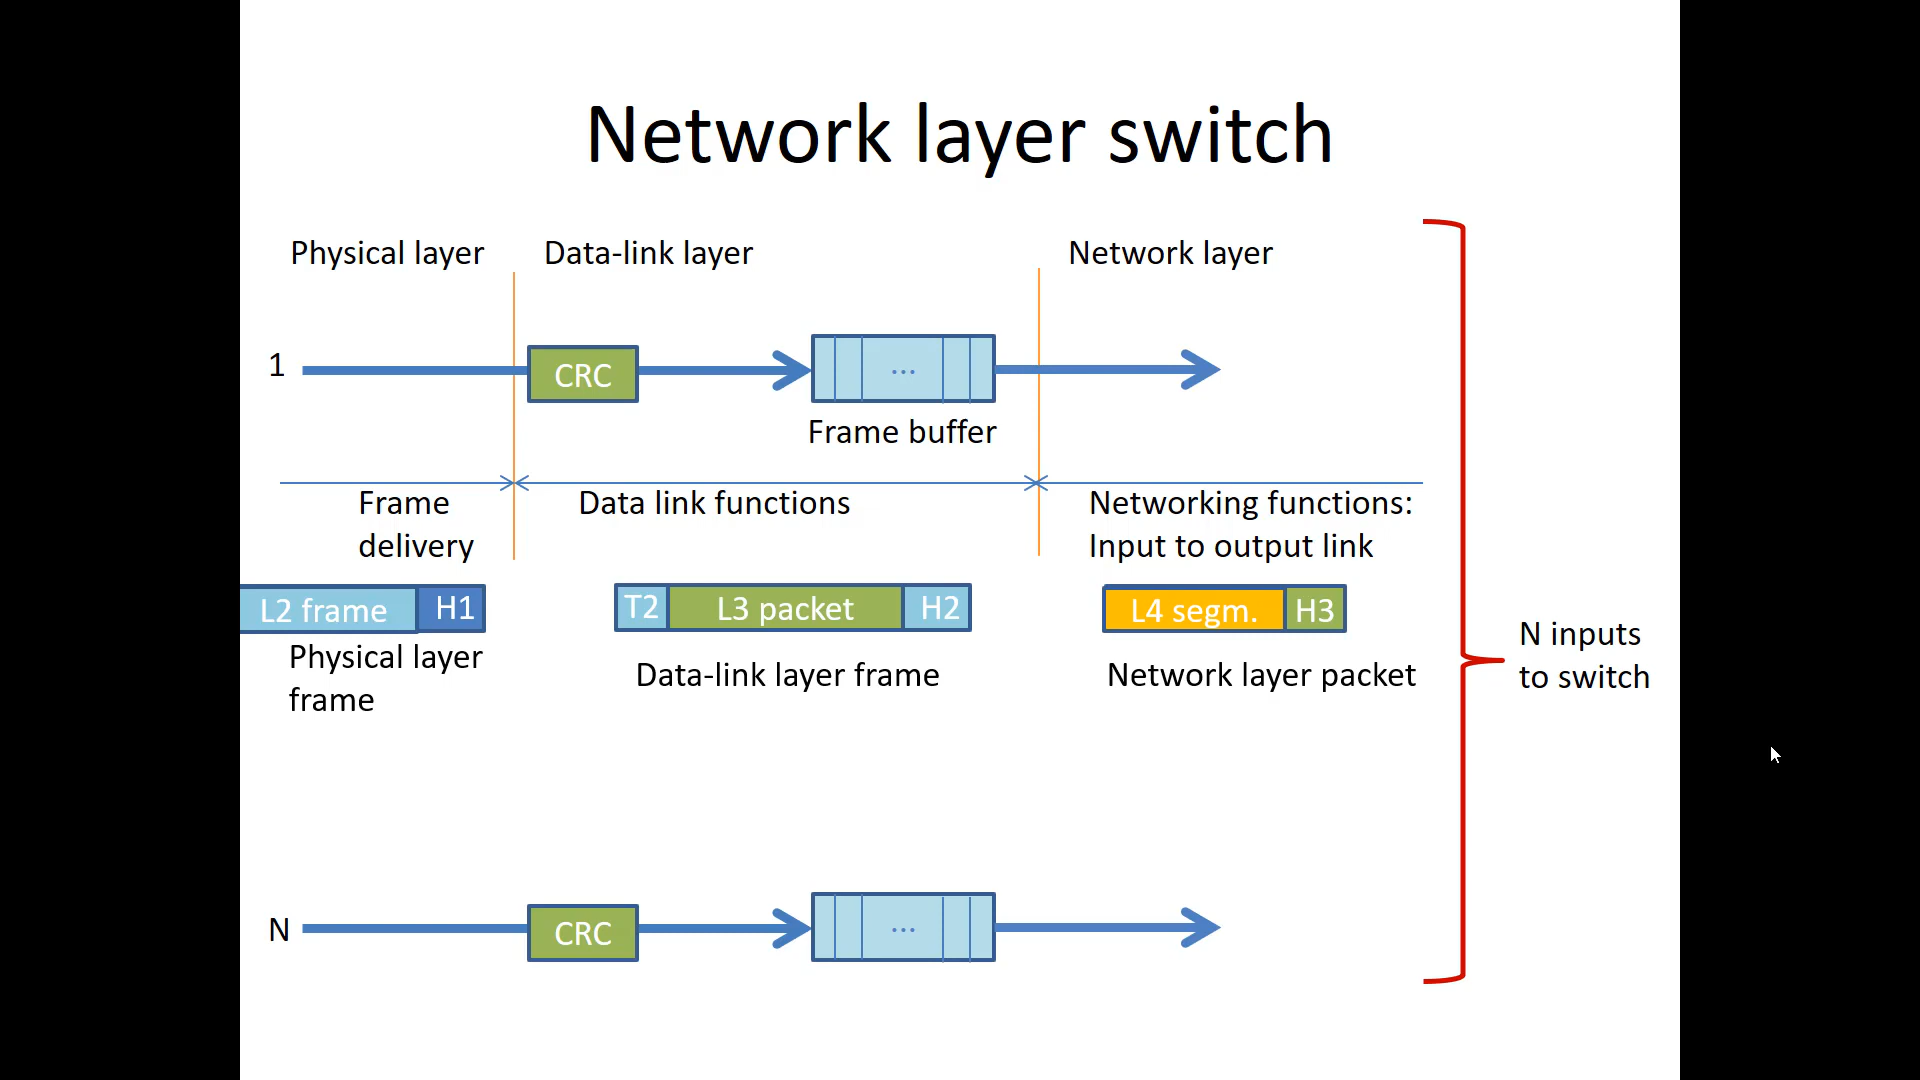 Network layer switch
Physical layer
Data-link layer
Network layer
1
CRC
...
Frame buffer
Frame
delivery
Data link functions
Networking functions:
Input to output link
L2 frame
H1
T2
L3 packet
H2
L4 segm.
H3
Physical layer
frame
Data-link layer frame
Network layer packet
N inputs
to switch
N
CRC
...